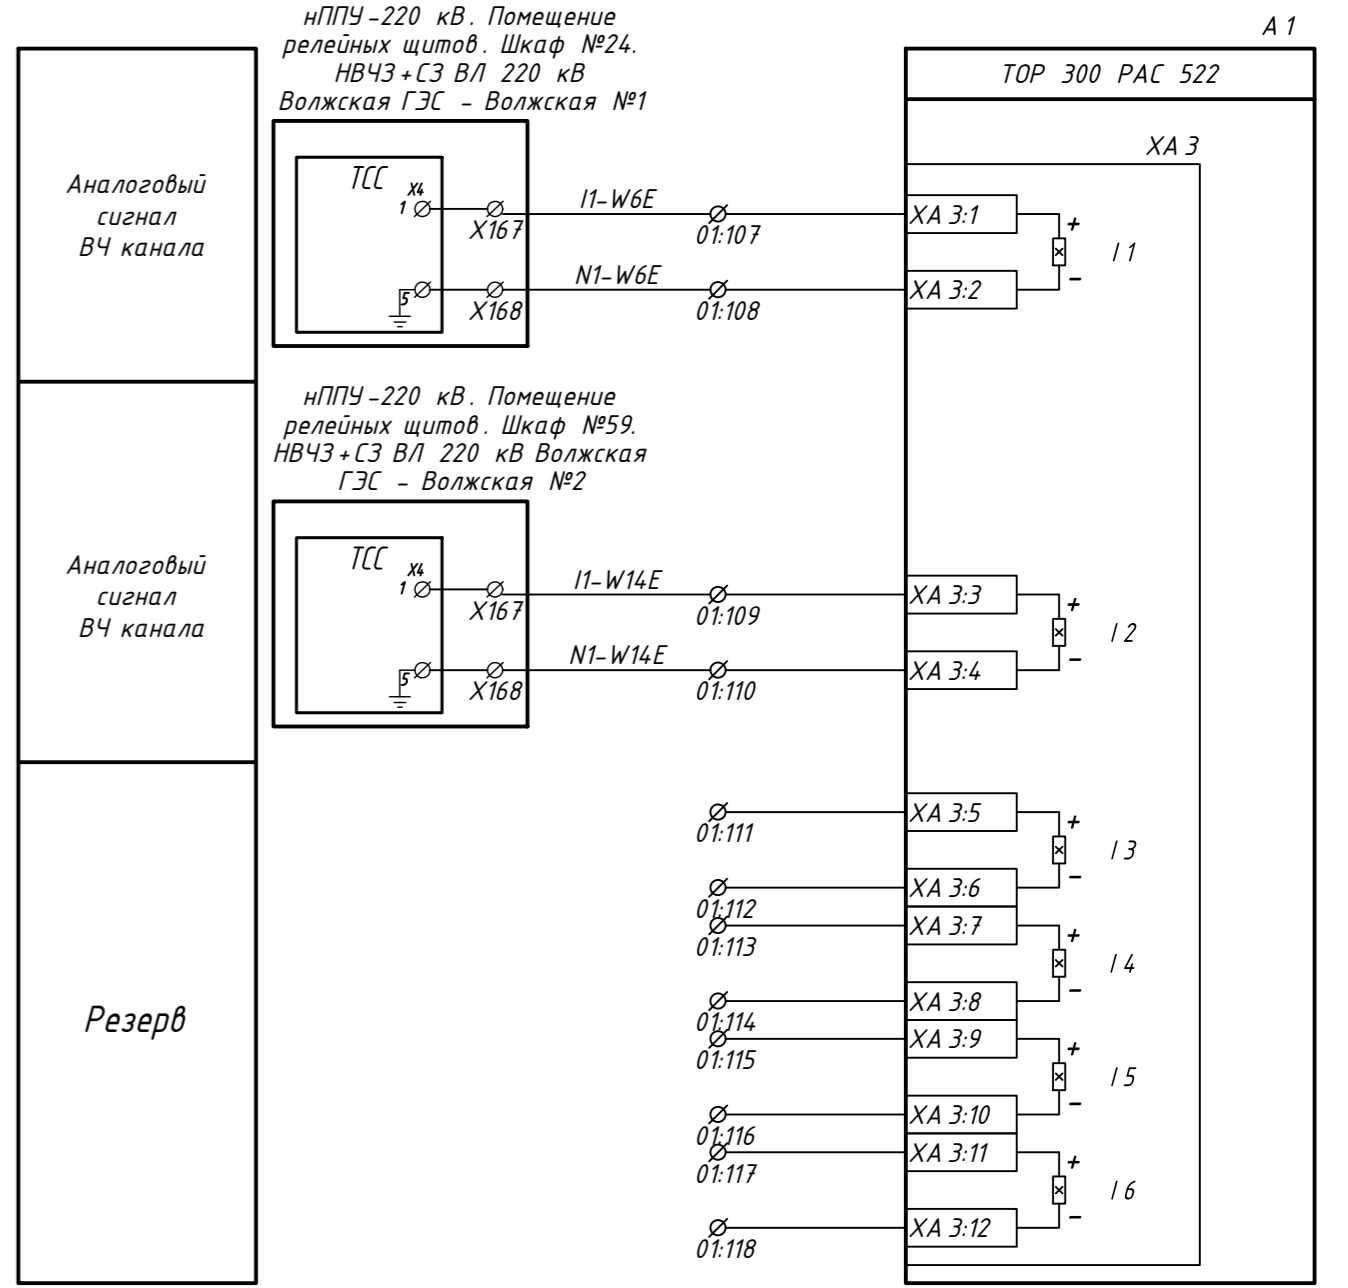 нППУ-220 кВ. Помещение
релейных щитов. Шкаф №24.
НВЧЗ+СЗ ВЛ 220 кВ
Волжская ГЭС - Волжская №1
А1
ТОР 300 РАС 522
ХА 3
Аналоговый
сигнал
ВЧ канала
ТСС
Х4
1
Х167
I1-W6E
01:107
ХА 3:1
+
I 1
5
Х168
N1-W6E
01:108
ХА 3:2
-
нППУ-220 кВ. Помещение
релейных щитов. Шкаф №59.
НВЧЗ+СЗ ВЛ 220 кВ Волжская
ГЭС - Волжская №2
Аналоговый
сигнал
ВЧ канала
ТСС
Х4
1
Х167
I1-W14E
01:109
ХА 3:3
+
I 2
5
Х168
N1-W14E
01:110
ХА 3:4
-
Резерв
01:111
ХА 3:5
+
I 3
01:112
ХА 3:6
-
01:113
ХА 3:7
+
I 4
01:114
ХА 3:8
-
01:115
ХА 3:9
+
I 5
01:116
ХА 3:10
-
01:117
ХА 3:11
+
I 6
01:118
ХА 3:12
-